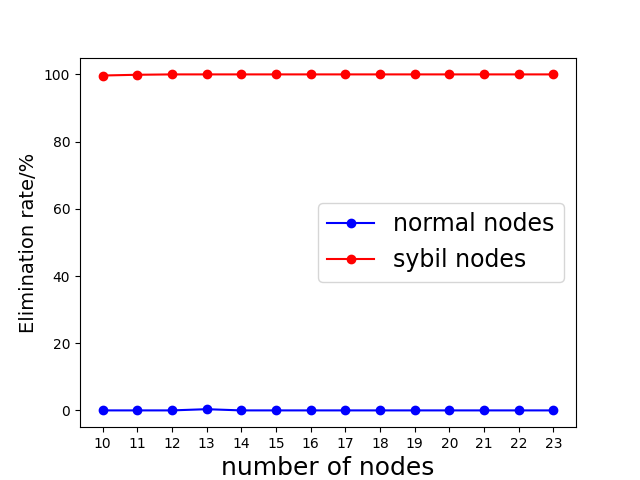 100
80
60
40
20
0
Elimination rate/%
normal nodes
sybil nodes
10 11 12 13 14 15 16 17 18 19 20 21 22 23
number of nodes